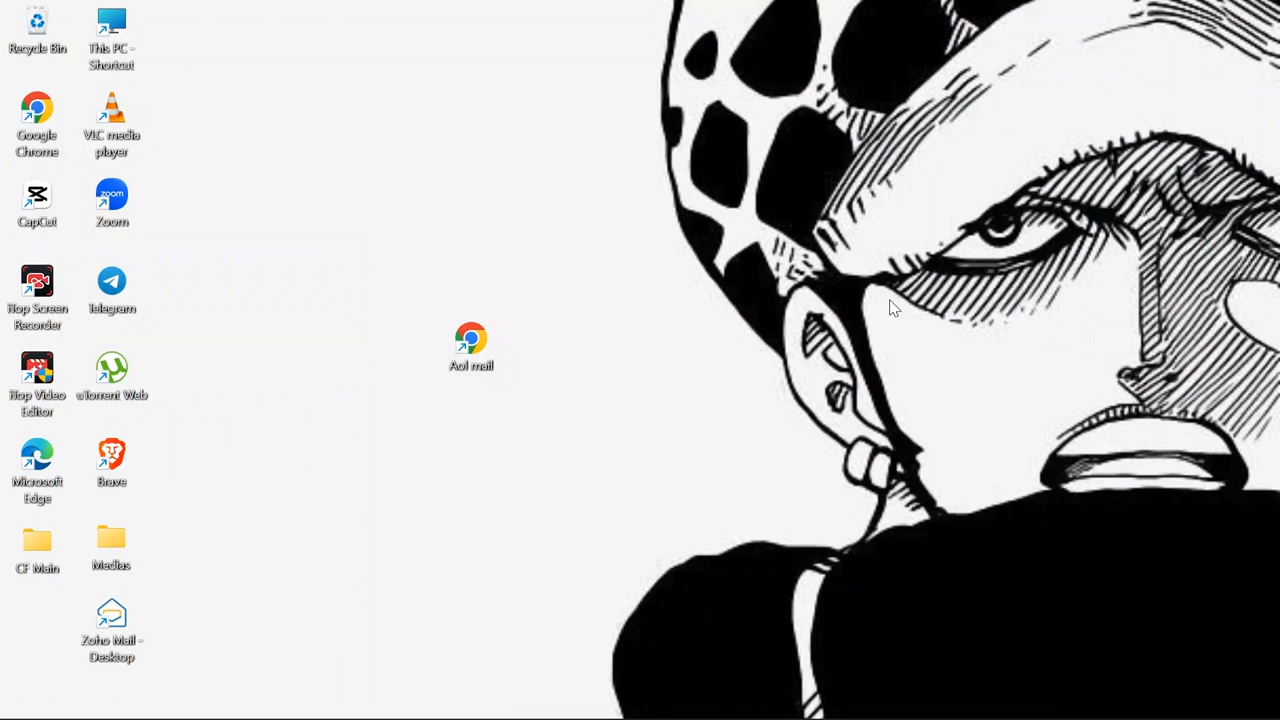 Recycle Bin
This PC -
Shortcut
Google
Chrome
VLC media
player
CapCut
zoom
Zoom
iTop Screen
Recorder
Telegram
iTop Video
Editor
uTorrent Web
Microsoft
Edge
Brave
CF Main
Medias
Zoho Mail -
Desktop
Aol mail